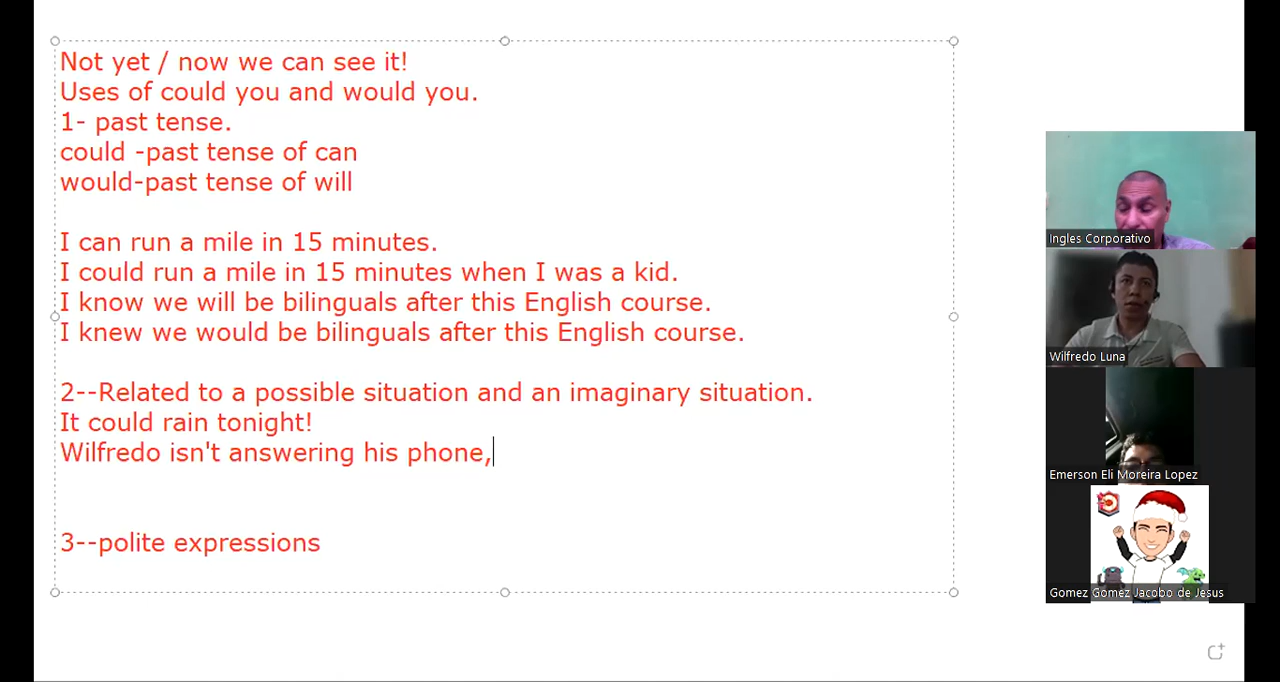 Not yet / now we can see it!
Uses of could you and would you.
1- past tense.
could -past tense of can
would-past tense of will
I can run a mile in 15 minutes.
I could run a mile in 15 minutes when I was a kid.
I know we will be bilinguals after this English course.
I knew we would be bilinguals after this English course.
2--Related to a possible situation and an imaginary situation.
It could rain tonight!
Wilfredo isn't answering his phone,
3--polite expressions
Ingles Corporativo
Wilfredo Luna
Emerson Eli Moreira Lopez
Gomez Gomez Jacobo de Jesus